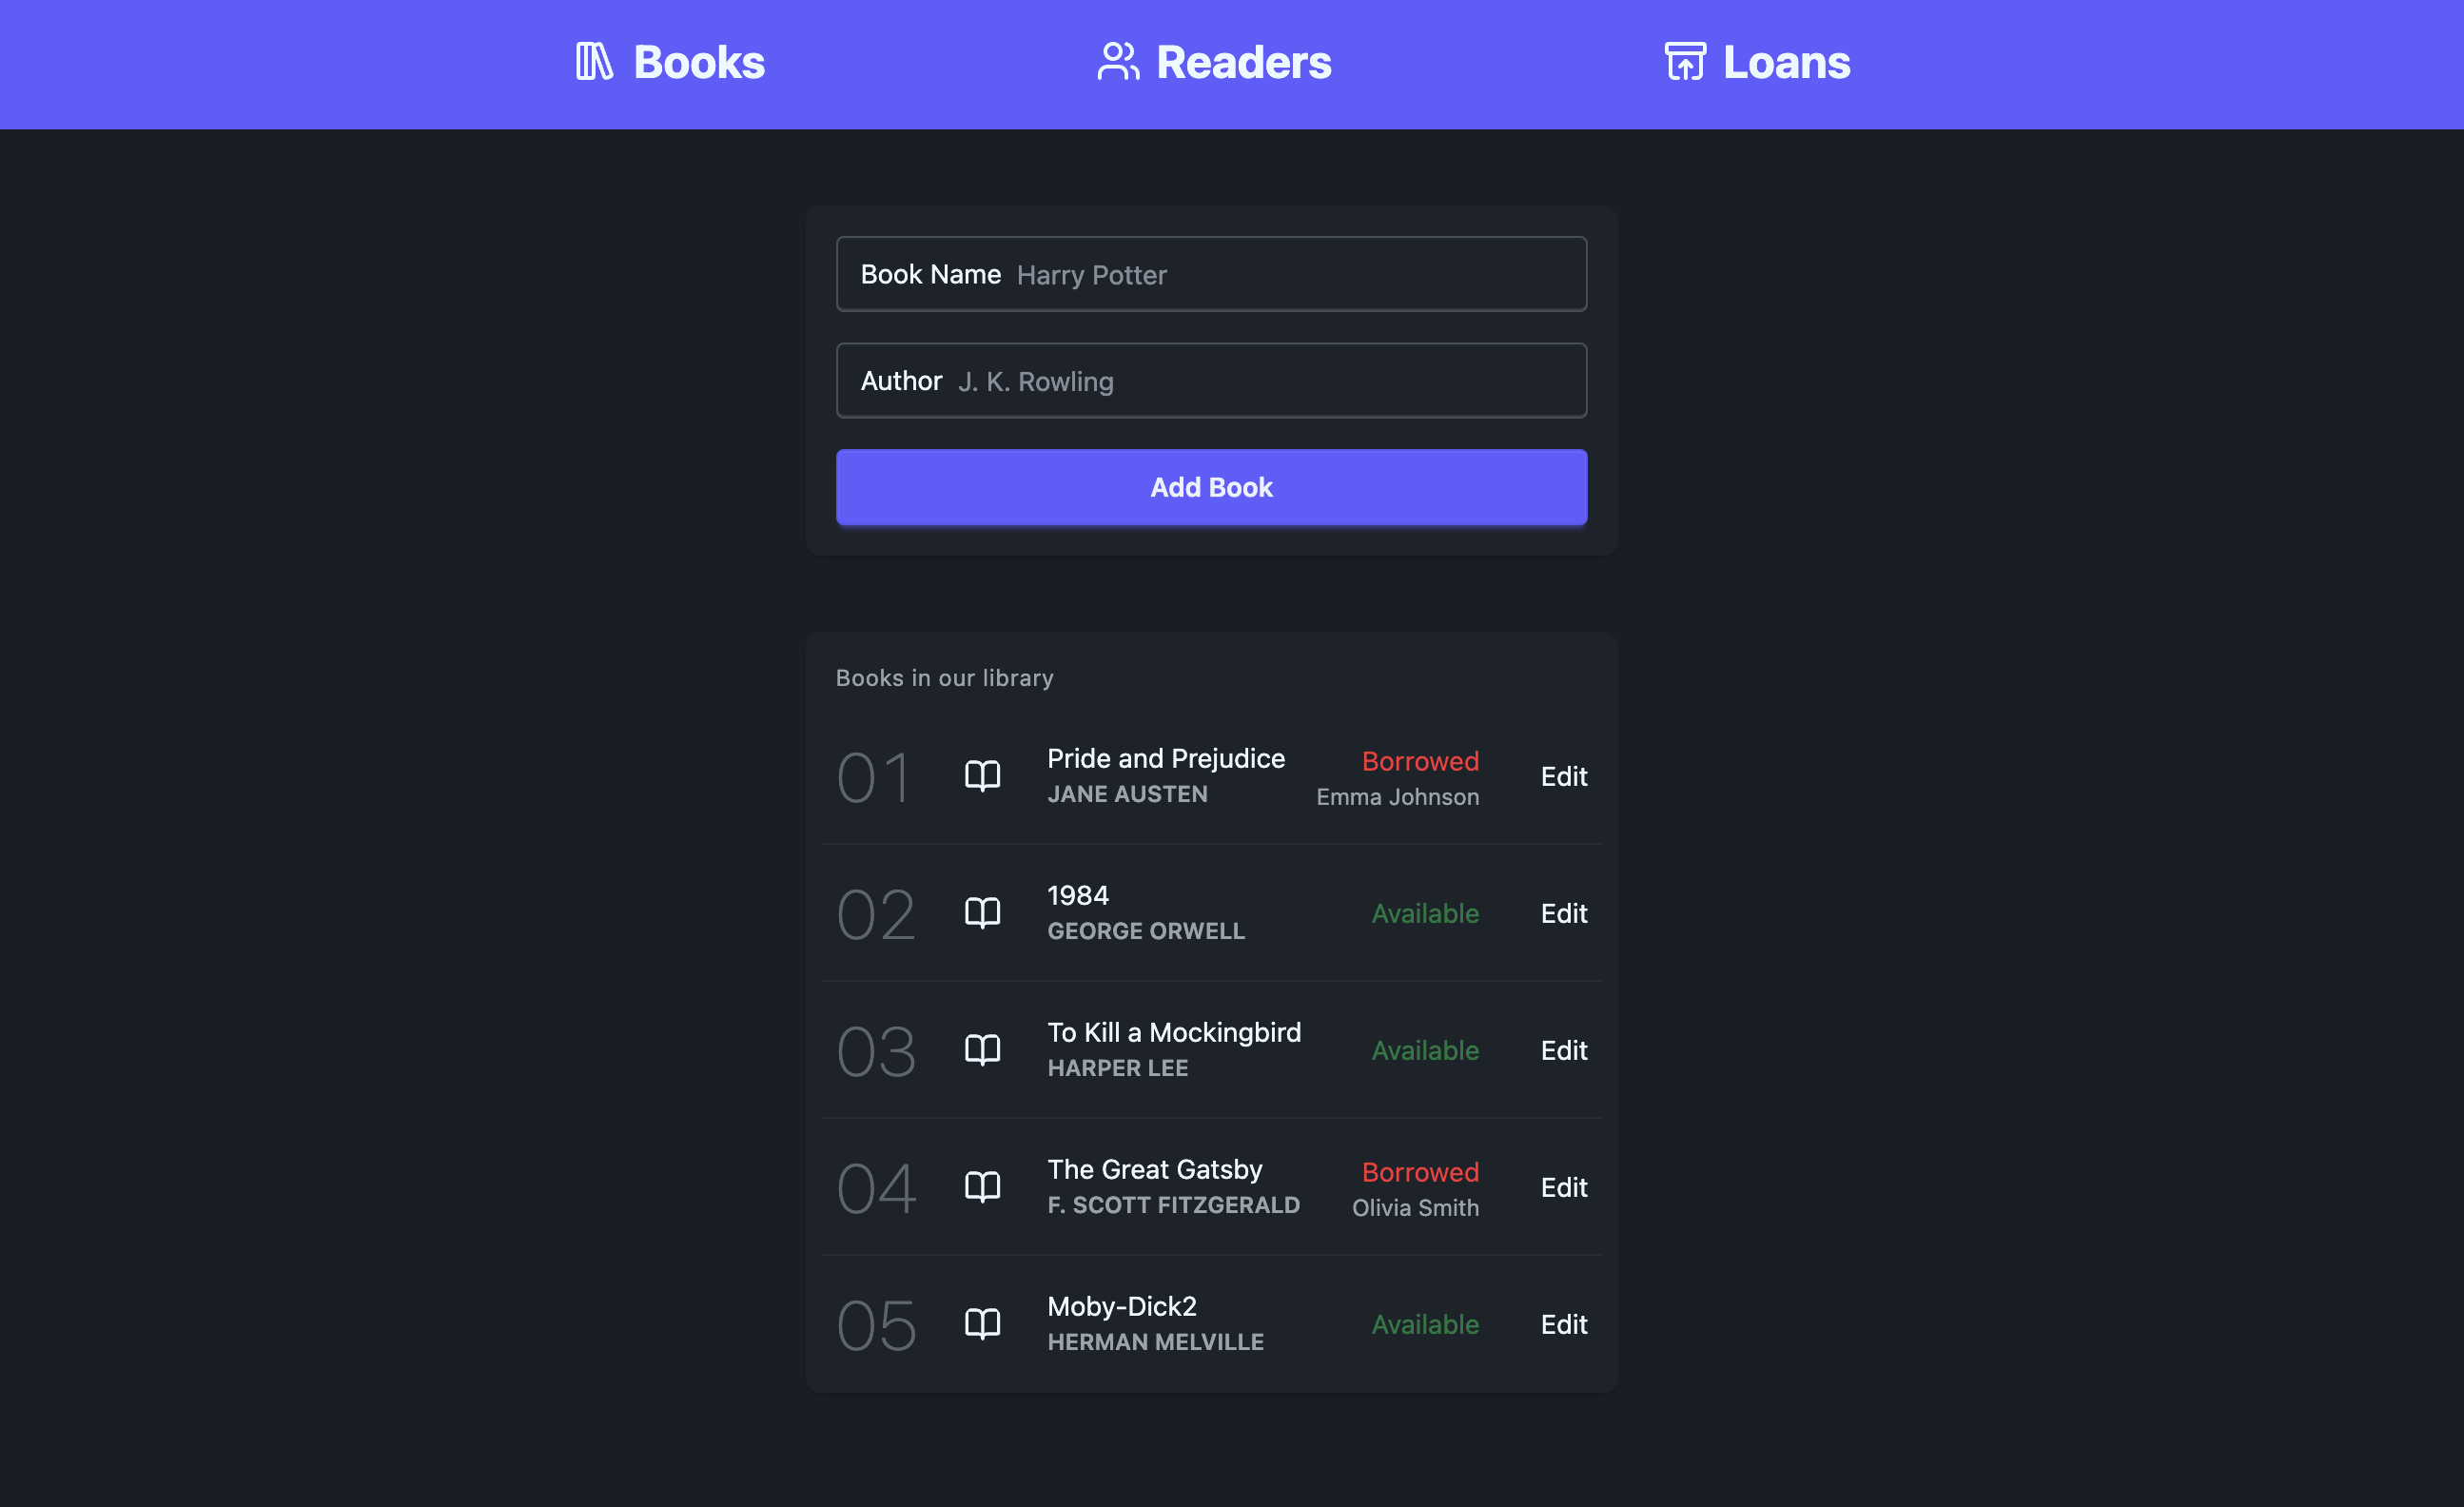 Books
Readers
Loans
Book Name Harry Potter
Author J. K. Rowling
Add Book
Books in our library
01
Pride and Prejudice
JANE AUSTEN
Borrowed
Emma Johnson
Edit
02
1984
GEORGE ORWELL
Available
Edit
03
To Kill a Mockingbird
HARPER LEE
Available
Edit
04
The Great Gatsby
F. SCOTT FITZGERALD
Borrowed
Olivia Smith
Edit
05
Moby-Dick2
HERMAN MELVILLE
Available
Edit